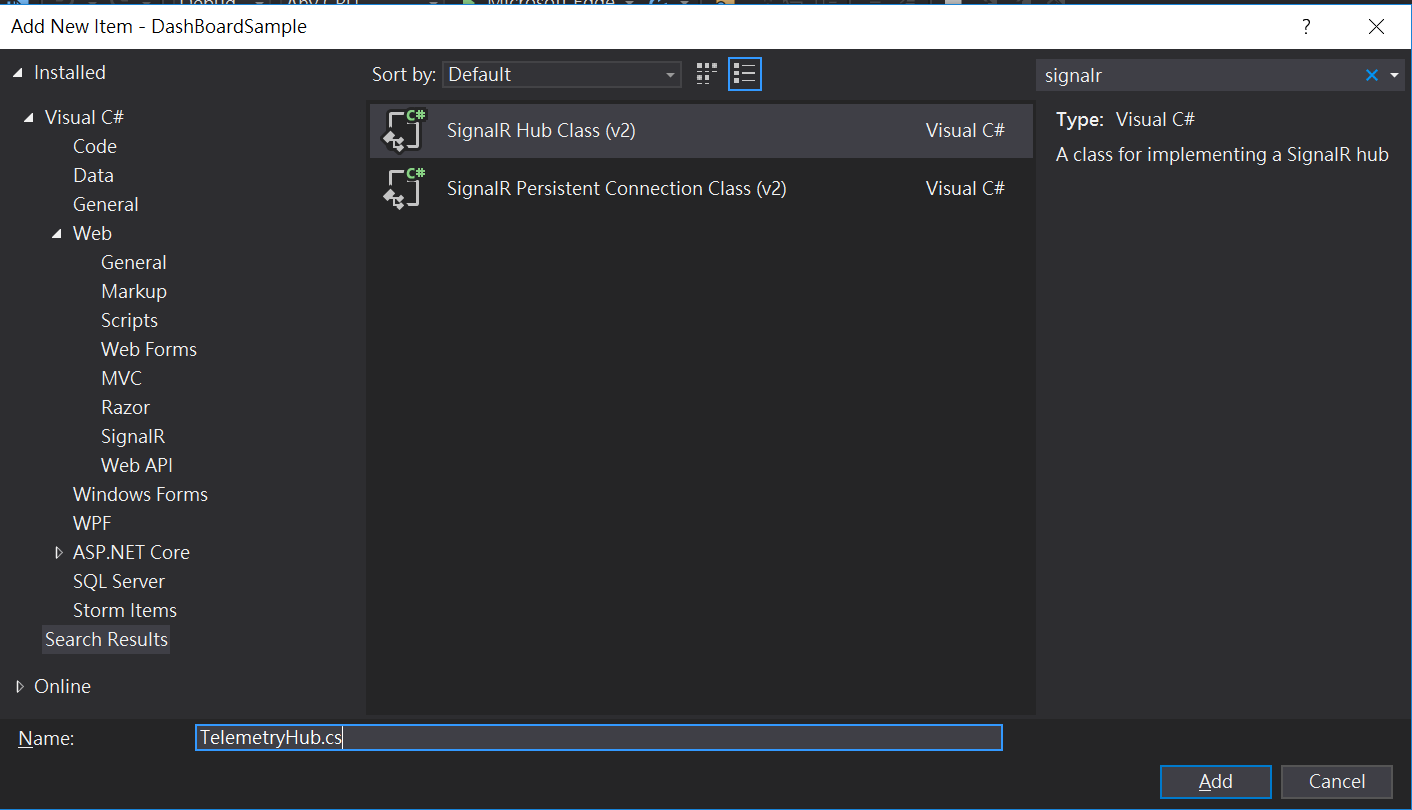 Add New Item - DashBoardSample
?
Installed
Visual C#
Code
Data
General
Web
General
Markup
Scripts
Web Forms
MVC
Razor
SignalR
Web API
Windows Forms
WPF
ASP.NET Core
SQL Server
Storm Items
Search Results
Online
Sort by: Default
C# SignalR Hub Class (v2) Visual C#
C# SignalR Persistent Connection Class (v2) Visual C#
signalr
Type: Visual C#
A class for implementing a SignalR hub
Name: TelemetryHub.cs
Add Cancel